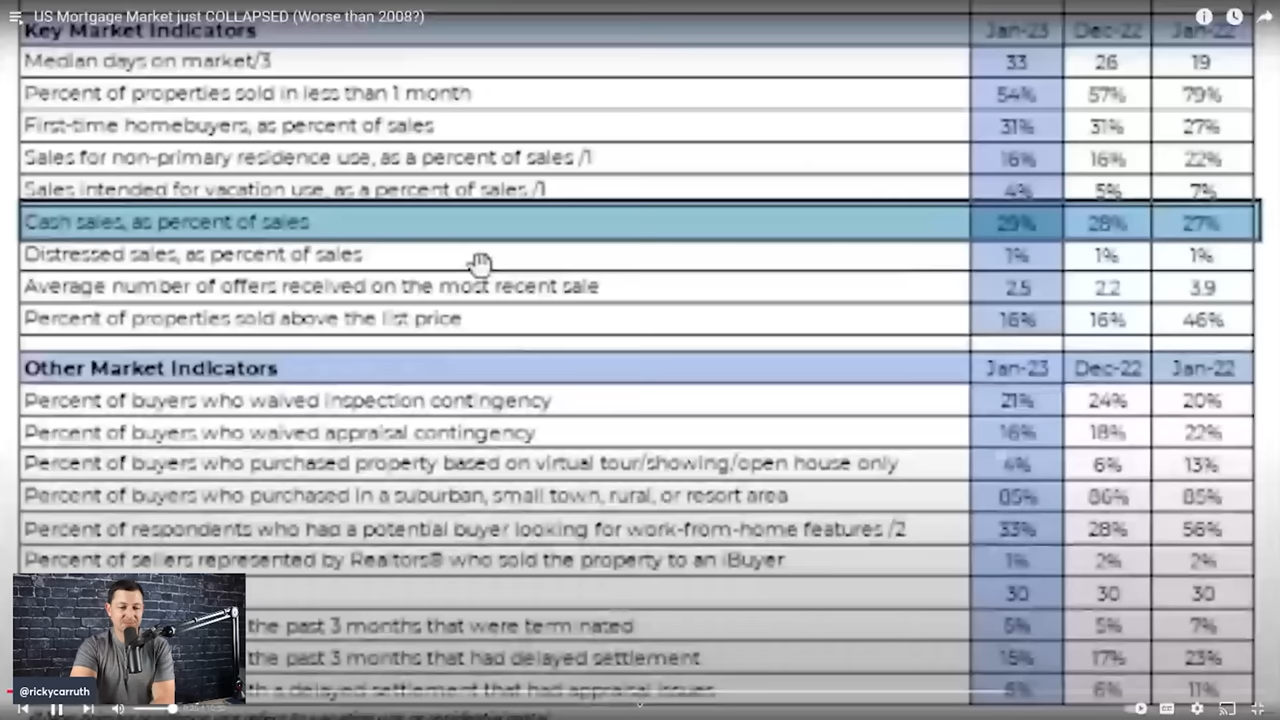 US Mortgage Market just COLLAPSED (Worse than 2008?)
Key Market Indicators Jan-23 Dec-22 Jan-22
Median days on market/3 33 26 19
Percent of properties sold in less than 1 month 54% 57% 79%
First-time homebuyers, as percent of sales 31% 31% 27%
Sales for non-primary residence use, as a percent of sales /1 16% 16% 22%
Sales intended for vacation use, as a percent of sales /1 4% 5% 7%
Cash sales, as percent of sales 29% 28% 27%
Distressed sales, as percent of sales 1% 1% 1%
Average number of offers received on the most recent sale 2.5 2.2 3.9
Percent of properties sold above the list price 16% 16% 46%
Other Market Indicators Jan-23 Dec-22 Jan-22
Percent of buyers who waived inspection contingency 21% 24% 20%
Percent of buyers who waived appraisal contingency 16% 18% 22%
Percent of buyers who purchased property based on virtual tour/showing/open house only 4% 6% 13%
Percent of buyers who purchased in a suburban, small town, rural, or resort area 85% 86% 85%
Percent of respondents who had a potential buyer looking for work-from-home features /2 33% 28% 56%
Percent of sellers represented by Realtors® who sold the property to an iBuyer 1% 2% 2%
30 30 30
the past 3 months that were terminated 5% 5% 7%
the past 3 months that had delayed settlement 15% 17% 23%
@rickycarruth
th a delayed settlement that had appraisal issues 6% 6% 11%